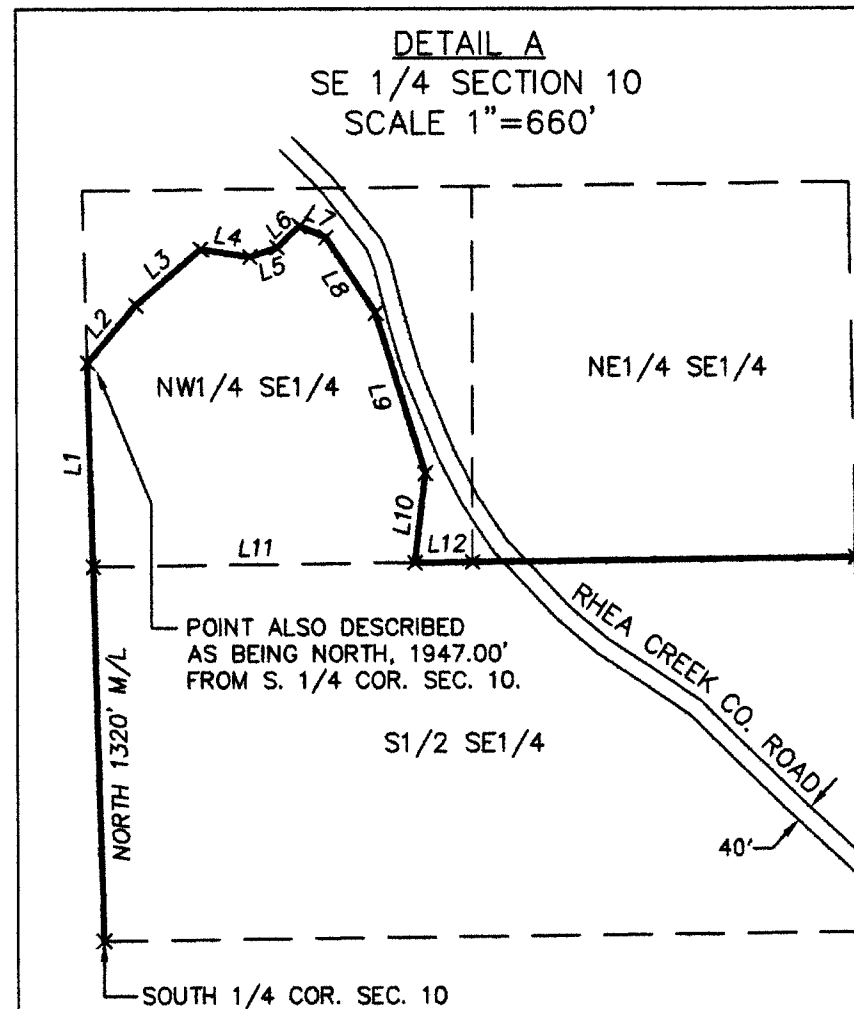 DETAIL A
SE 1/4 SECTION 10
SCALE 1"=660'
L6
L7
L4
L5
L3
L8
L2
NW1/4 SE1/4
NE1/4 SE1/4
L9
L1
L10
L11
L12
POINT ALSO DESCRIBED
AS BEING NORTH, 1947.00'
FROM S. 1/4 COR. SEC. 10.
RHEA CREEK CO. ROAD
S1/2 SE1/4
NORTH 1320' M/L
40'
SOUTH 1/4 COR. SEC. 10